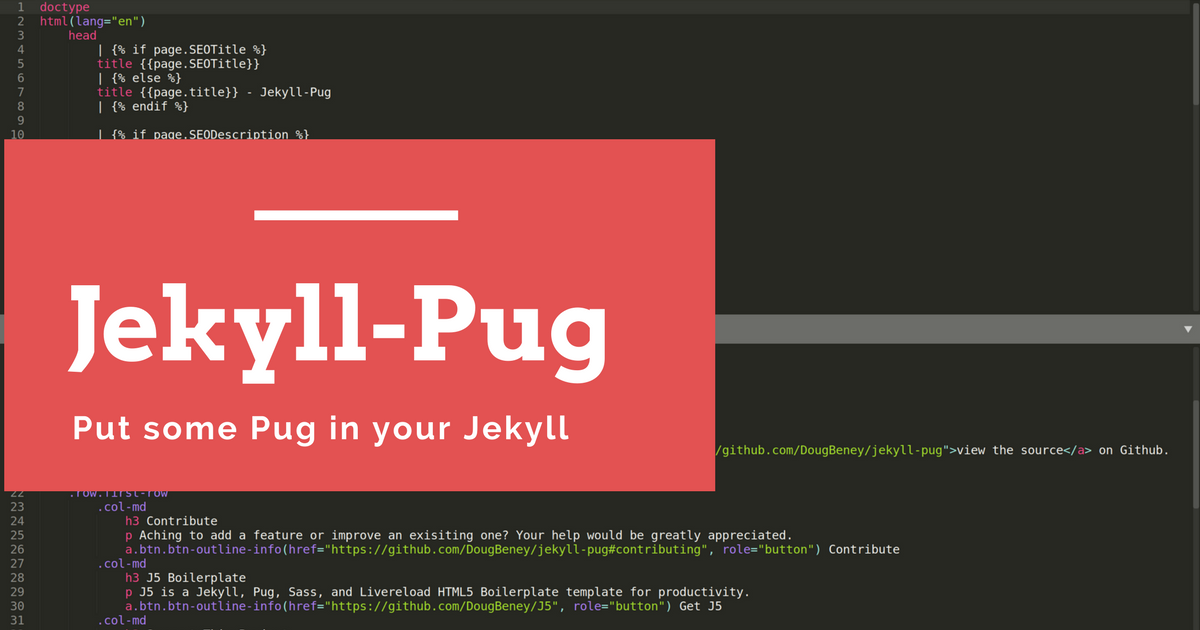 1 doctype
2 html(lang="en")
3 head
4 | {% if page.SEOTitle %}
5 title {{page.SEOTitle}}
6 | {% else %}
7 title {{page.title}} - Jekyll-Pug
8 | {% endif %}
9
10 | {% if page.SEODescription %}
Jekyll-Pug
Put some Pug in your Jekyll
/github.com/DougBeney/jekyll-pug">view the source</a> on Github.
22 .row.first-row
23 .col-md
24 h3 Contribute
25 p Aching to add a feature or improve an exisiting one? Your help would be greatly appreciated.
26 a.btn.btn-outline-info(href="https://github.com/DougBeney/jekyll-pug#contributing", role="button") Contribute
27 .col-md
28 h3 J5 Boilerplate
29 p J5 is a Jekyll, Pug, Sass, and Livereload HTML5 Boilerplate template for productivity.
30 a.btn.btn-outline-info(href="https://github.com/DougBeney/J5", role="button") Get J5
31 .col-md